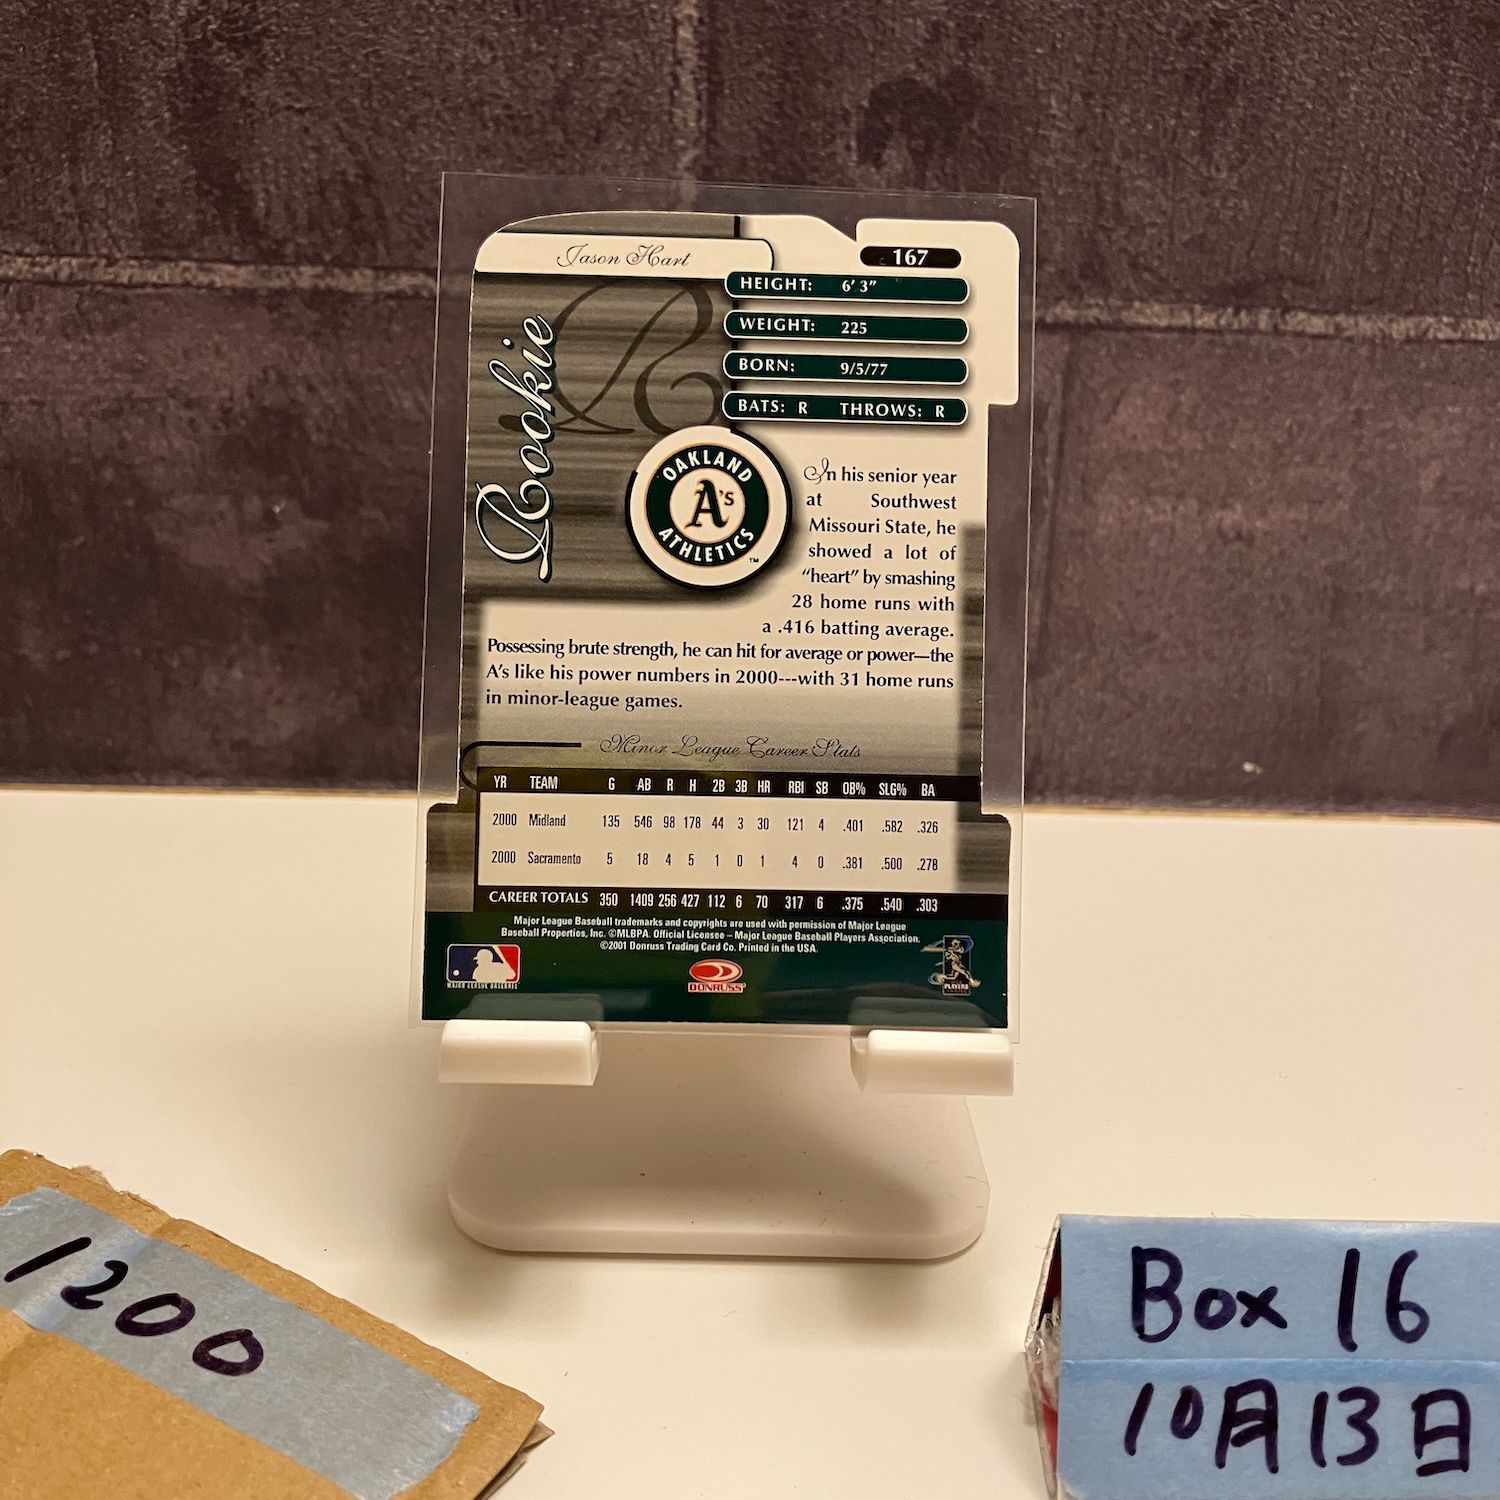 Jason Hart
167
HEIGHT: 6' 3"
WEIGHT: 225
BORN: 9/5/77
BATS: R THROWS: R
Rookie
OAKLAND
A's
ATHLETICS
TM
In his senior year
at Southwest
Missouri State, he
showed a lot of
“heart” by smashing
28 home runs with
a .416 batting average.
Possessing brute strength, he can hit for average or power—the
A's like his power numbers in 2000---with 31 home runs
in minor-league games.
Minor League Career Stats
YR TEAM G AB R H 2B 3B HR RBI SB OB% SLG% BA
2000 Midland 135 546 98 178 44 3 30 121 4 .401 .582 .326
2000 Sacramento 5 18 4 5 1 0 1 4 0 .381 .500 .278
CAREER TOTALS 350 1409 256 427 112 6 70 317 6 .375 .540 .303
Major League Baseball trademarks and copyrights are used with permission of Major League
Baseball Properties, Inc. ©MLBPA. Official Licensee – Major League Baseball Players Association.
©2001 Donruss Trading Card Co. Printed in the USA.
MAJOR LEAGUE BASEBALL
DONRUSS
PLAYERS
1200
Box 16
10月13日